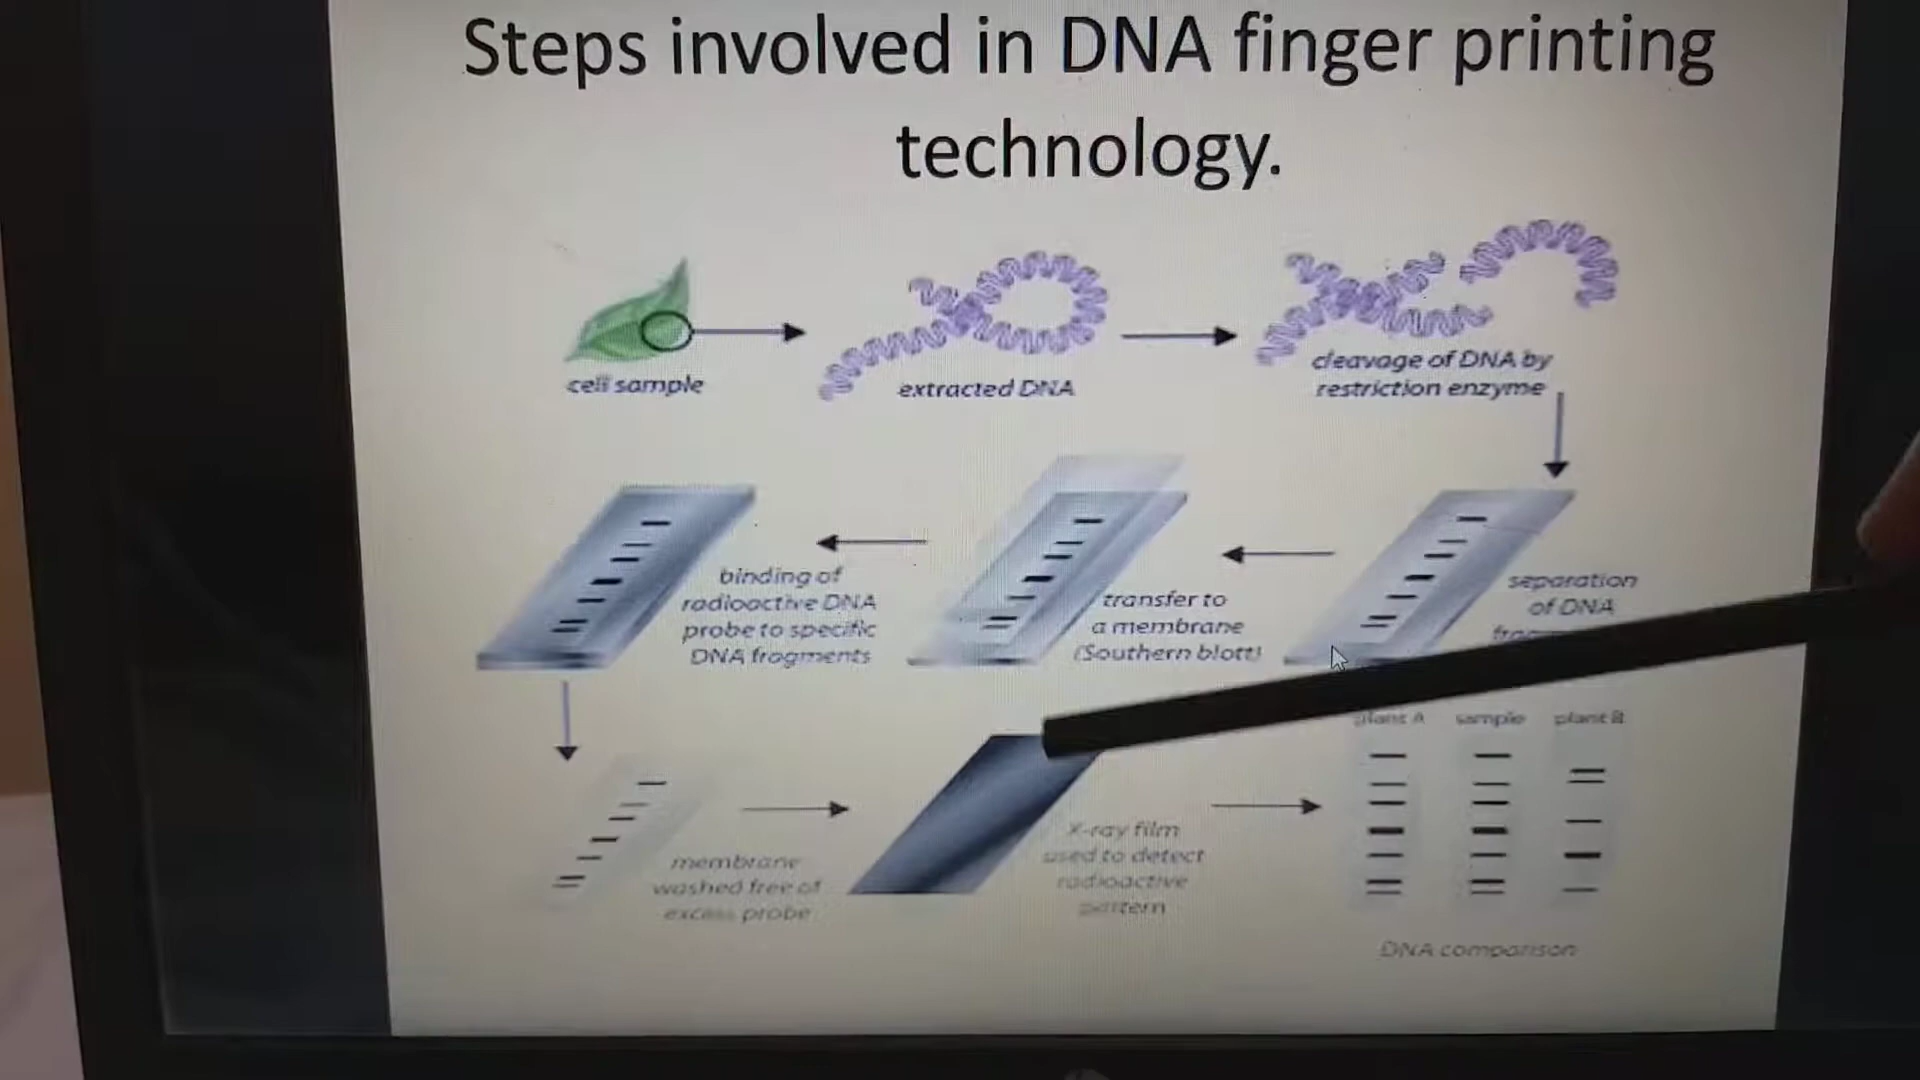 Steps involved in DNA finger printing
technology.
cell sample
extracted DNA
cleavage of DNA by
restriction enzyme
binding of
radioactive DNA
probe to specific
DNA fragments
transfer to
a membrane
(Southern blott)
separation
of DNA
membrane
washed free of
excess probe
X-ray film
used to detect
radioactive
pattern
plant A sample plant B
DNA comparison